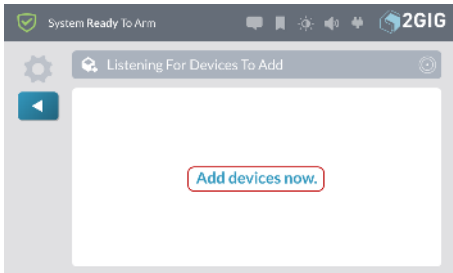 System Ready To Arm
2GIG
Listening For Devices To Add
Add devices now.